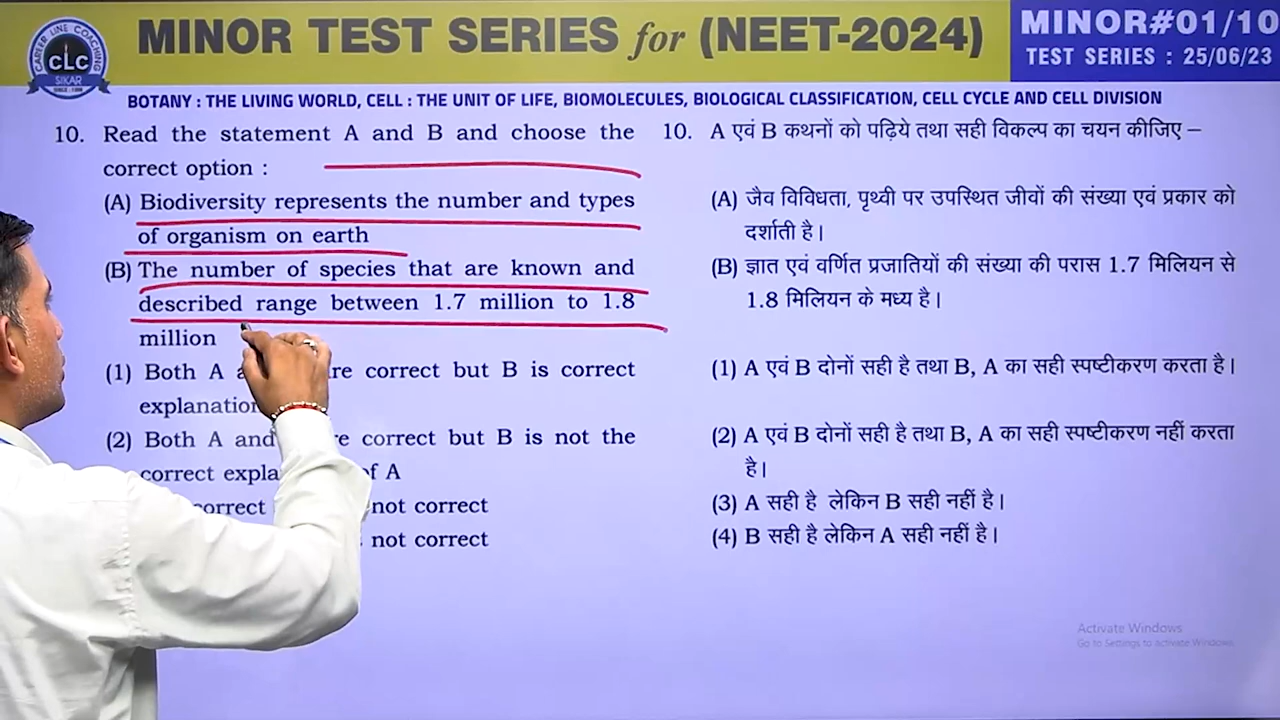 MINOR TEST SERIES for (NEET-2024)
MINOR#01/10
TEST SERIES : 25/06/23
CAREER LINE COACHING
CLC
SIKAR
BOTANY : THE LIVING WORLD, CELL : THE UNIT OF LIFE, BIOMOLECULES, BIOLOGICAL CLASSIFICATION, CELL CYCLE AND CELL DIVISION
10. Read the statement A and B and choose the
correct option :
(A) Biodiversity represents the number and types
of organism on earth
(B) The number of species that are known and
described range between 1.7 million to 1.8
million
(1) Both A are correct but B is correct
explanation
(2) Both A and are correct but B is not the
correct of A
correct not correct
not correct
10. A एवं B कथनों को पढ़िये तथा सही विकल्प का चयन कीजिए –
(A) जैव विविधता, पृथ्वी पर उपस्थित जीवों की संख्या एवं प्रकार को
दर्शाती है।
(B) ज्ञात एवं वर्णित प्रजातियों की संख्या की परास 1.7 मिलियन से
1.8 मिलियन के मध्य है।
(1) A एवं B दोनों सही है तथा B, A का सही स्पष्टीकरण करता है।
(2) A एवं B दोनों सही है तथा B, A का सही स्पष्टीकरण नहीं करता
है।
(3) A सही है लेकिन B सही नहीं है।
(4) B सही है लेकिन A सही नहीं है।
Activate Windows
Go to Settings to activate Windows.